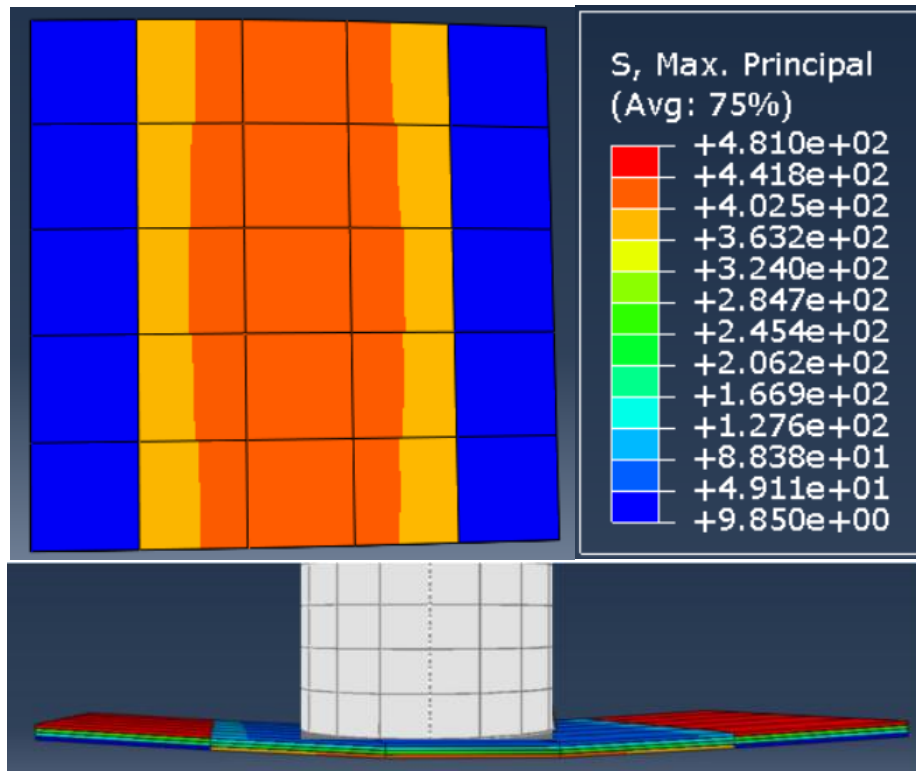 S, Max. Principal
(Avg: 75%)
+4.810e+02
+4.418e+02
+4.025e+02
+3.632e+02
+3.240e+02
+2.847e+02
+2.454e+02
+2.062e+02
+1.669e+02
+1.276e+02
+8.838e+01
+4.911e+01
+9.850e+00